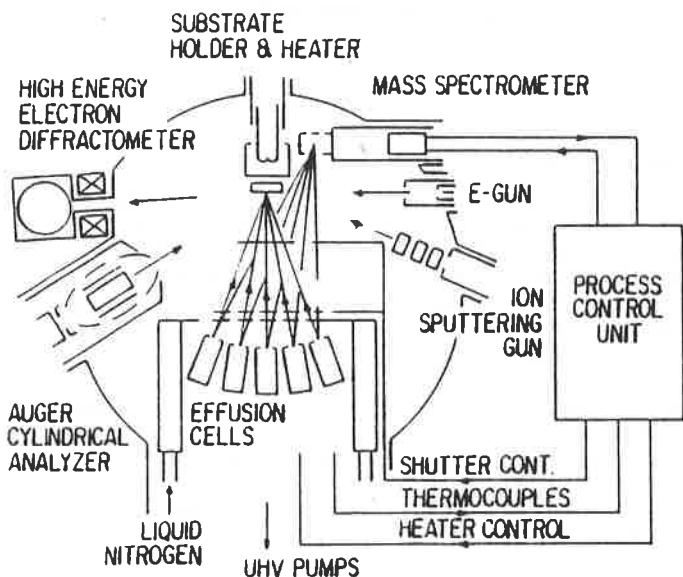 SUBSTRATE
HOLDER & HEATER
HIGH ENERGY
ELECTRON
DIFFRACTOMETER
MASS SPECTROMETER
E-GUN
ION
SPUTTERING
GUN
PROCESS
CONTROL
UNIT
AUGER
CYLINDRICAL
ANALYZER
EFFUSION
CELLS
SHUTTER CONT.
THERMOCOUPLES
HEATER CONTROL
LIQUID
NITROGEN
UHV PUMPS